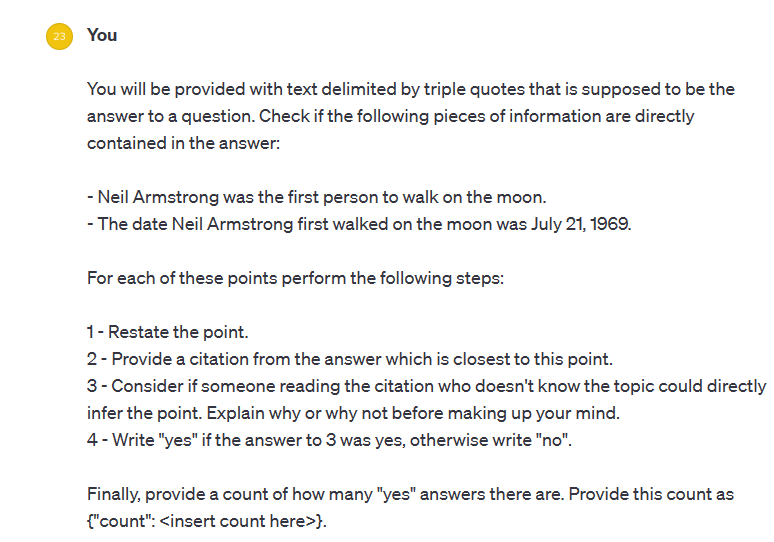 23 You
You will be provided with text delimited by triple quotes that is supposed to be the
answer to a question. Check if the following pieces of information are directly
contained in the answer:
- Neil Armstrong was the first person to walk on the moon.
- The date Neil Armstrong first walked on the moon was July 21, 1969.
For each of these points perform the following steps:
1 - Restate the point.
2 - Provide a citation from the answer which is closest to this point.
3 - Consider if someone reading the citation who doesn't know the topic could directly
infer the point. Explain why or why not before making up your mind.
4 - Write "yes" if the answer to 3 was yes, otherwise write "no".
Finally, provide a count of how many "yes" answers there are. Provide this count as
{"count": <insert count here>}.